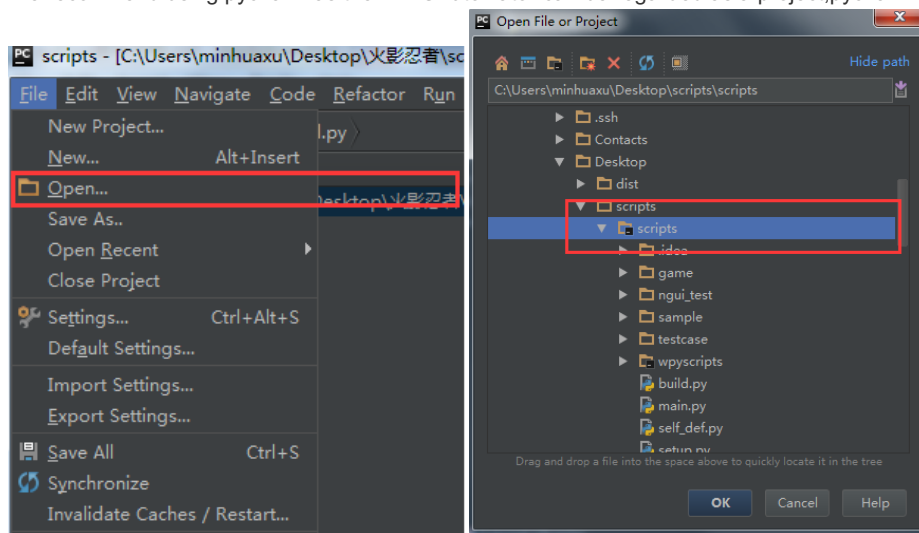 Open File or Project
scripts - [C:\Users\minhuaxu\Desktop\火影忍者\sc
File Edit View Navigate Code Refactor Run
New Project...
l.py
New... Alt+Insert
Open...
esktop\火影忍者\
Save As..
Open Recent
Close Project
Settings... Ctrl+Alt+S
Default Settings...
Import Settings...
Export Settings...
Save All Ctrl+S
Synchronize
Invalidate Caches / Restart...
Hide path
C:\Users\minhuaxu\Desktop\scripts\scripts
.ssh
Contacts
Desktop
dist
scripts
scripts
.idea
game
ngui_test
sample
testcase
wpyscripts
build.py
main.py
self_def.py
setup.py
Drag and drop a file into the space above to quickly locate it in the tree
OK Cancel Help